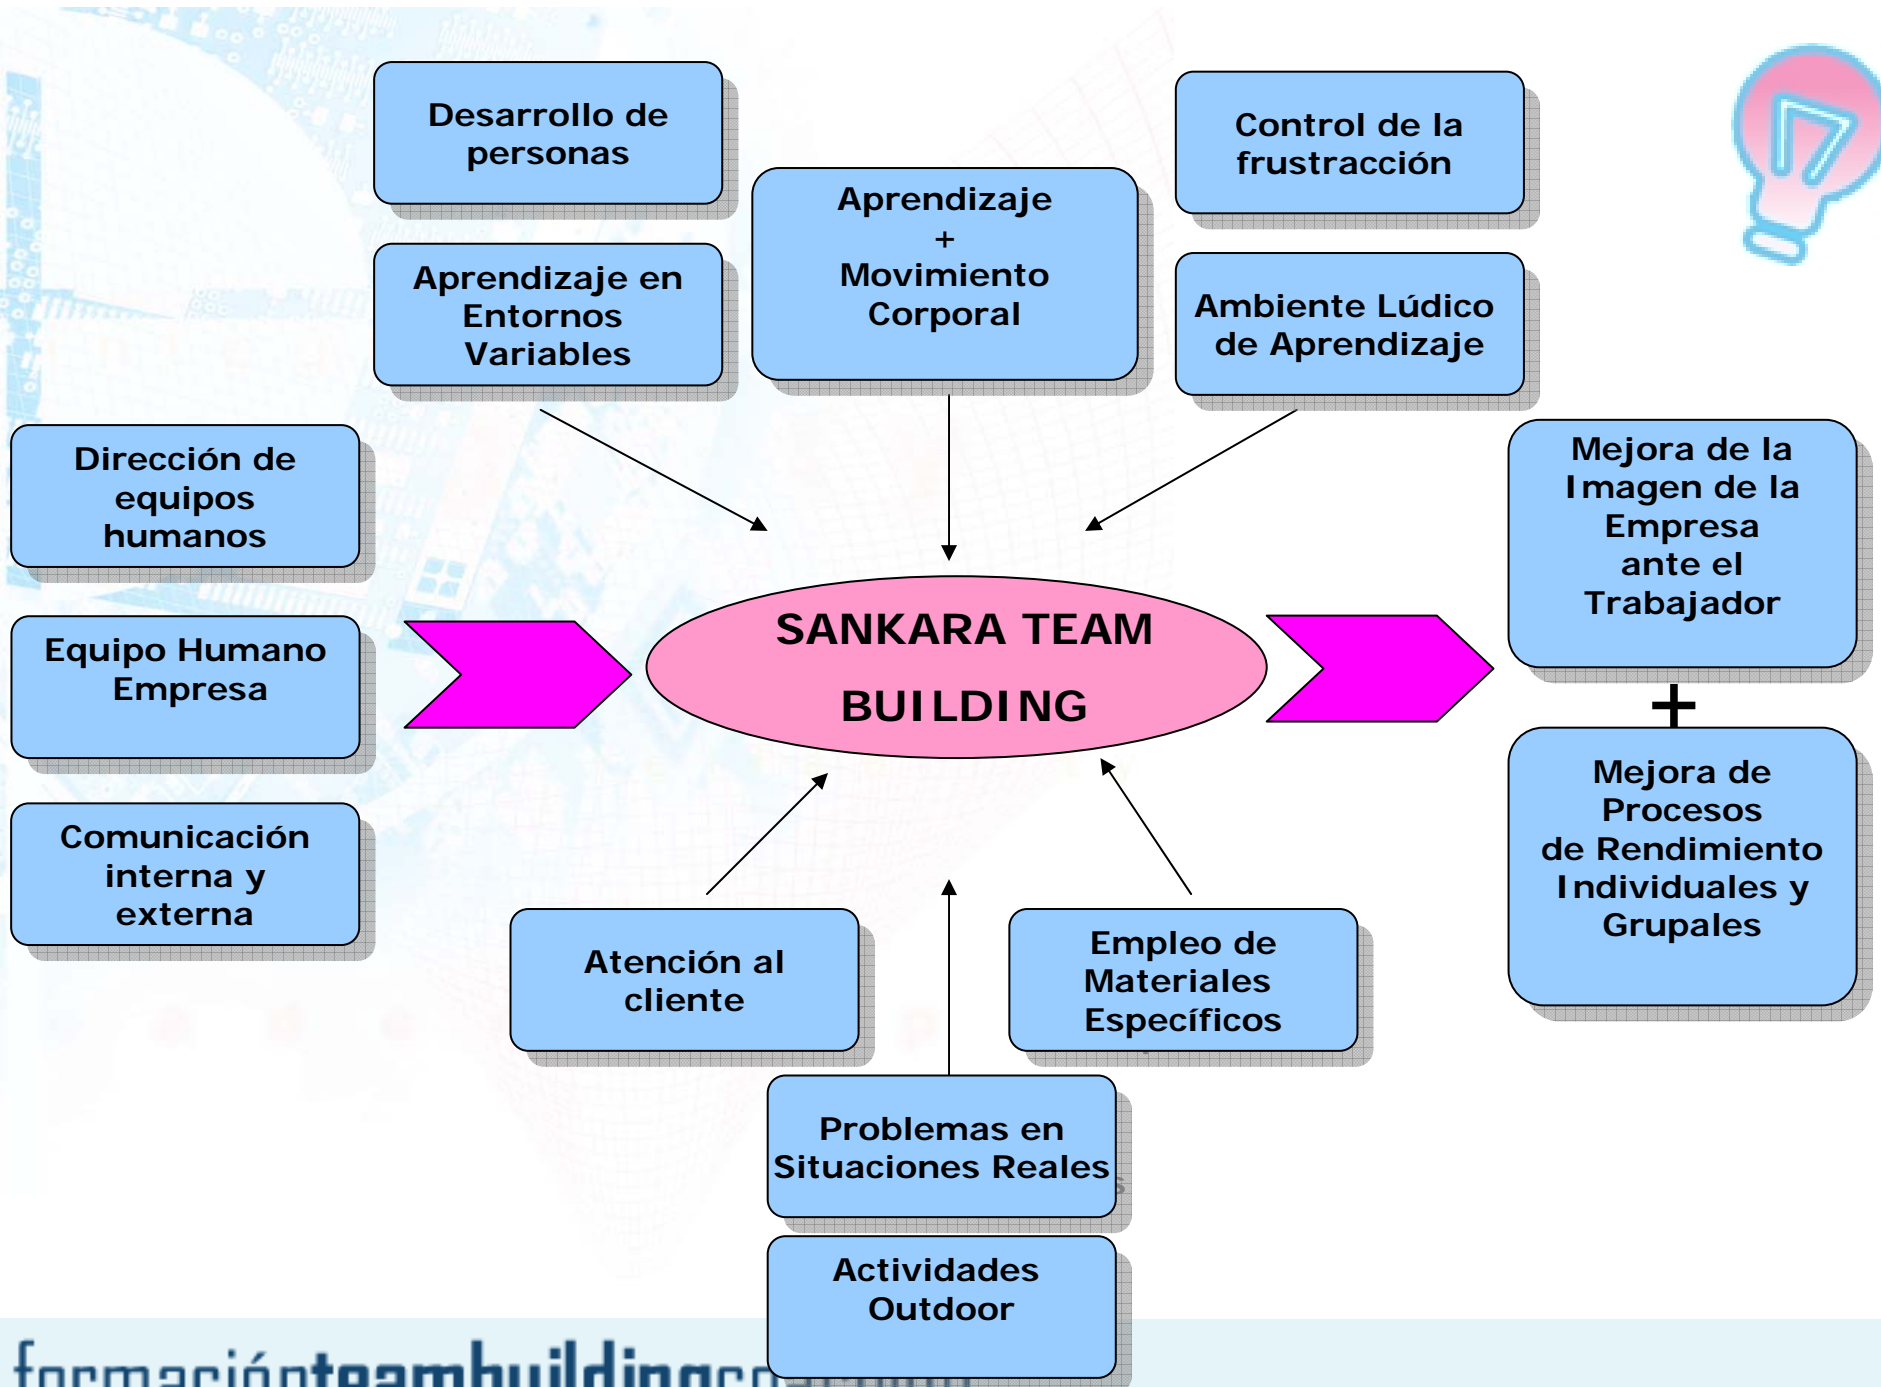 Desarrollo de
personas
Control de la
frustracción
Aprendizaje
+
Movimiento
Corporal
Aprendizaje en
Entornos
Variables
Ambiente Lúdico
de Aprendizaje
Dirección de
equipos
humanos
Mejora de la
Imagen de la
Empresa
ante el
Trabajador
Equipo Humano
Empresa
SANKARA TEAM
BUILDING
+
Mejora de
Procesos
de Rendimiento
Individuales y
Grupales
Comunicación
interna y
externa
Atención al
cliente
Empleo de
Materiales
Específicos
Problemas en
Situaciones Reales
Actividades
Outdoor
formaciónteambuilding